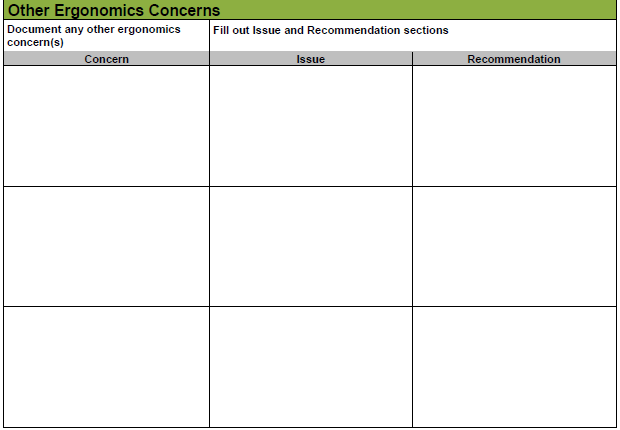 Other Ergonomics Concerns
Document any other ergonomics
concern(s)
Fill out Issue and Recommendation sections
Concern
Issue
Recommendation